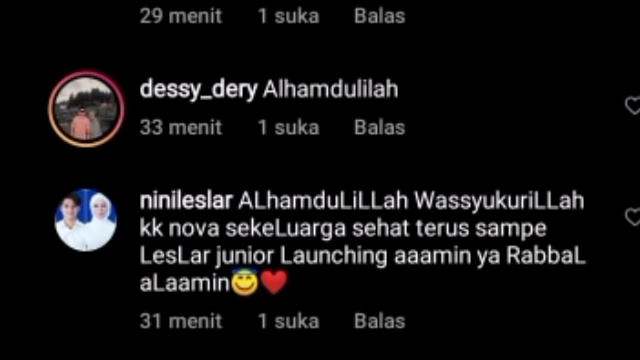 29 menit 1 suka Balas
dessy_dery Alhamdulilah
33 menit 1 suka Balas
ninileslar ALhamduLiLLah WassyukuriLLah
kk nova sekeLuarga sehat terus sampe
LesLar junior Launching aaamin ya RabbaL
aLaamin😇❤️
31 menit 1 suka Balas